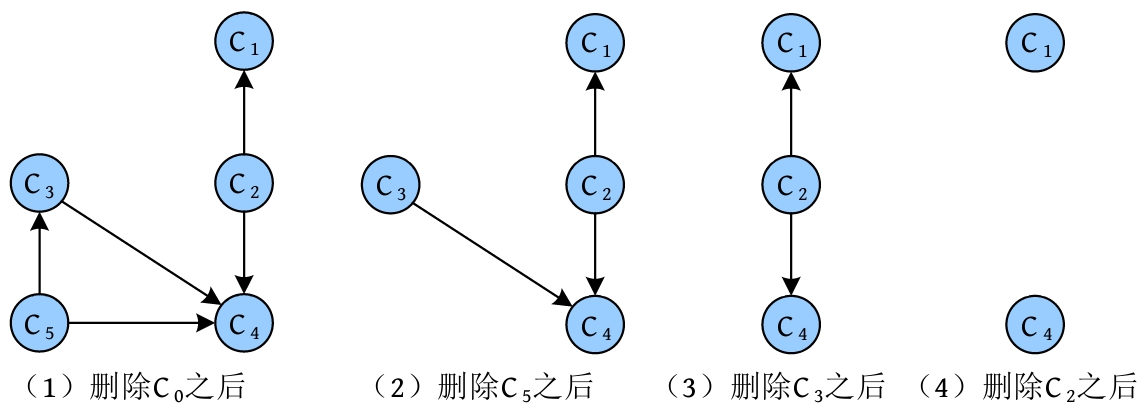 C₁
C₁
C₁
C₁
C₃
C₂
C₃
C₂
C₂
C₅
C₄
C₄
C₄
C₄
（1）删除C₀之后
（2）删除C₅之后
（3）删除C₃之后
（4）删除C₂之后